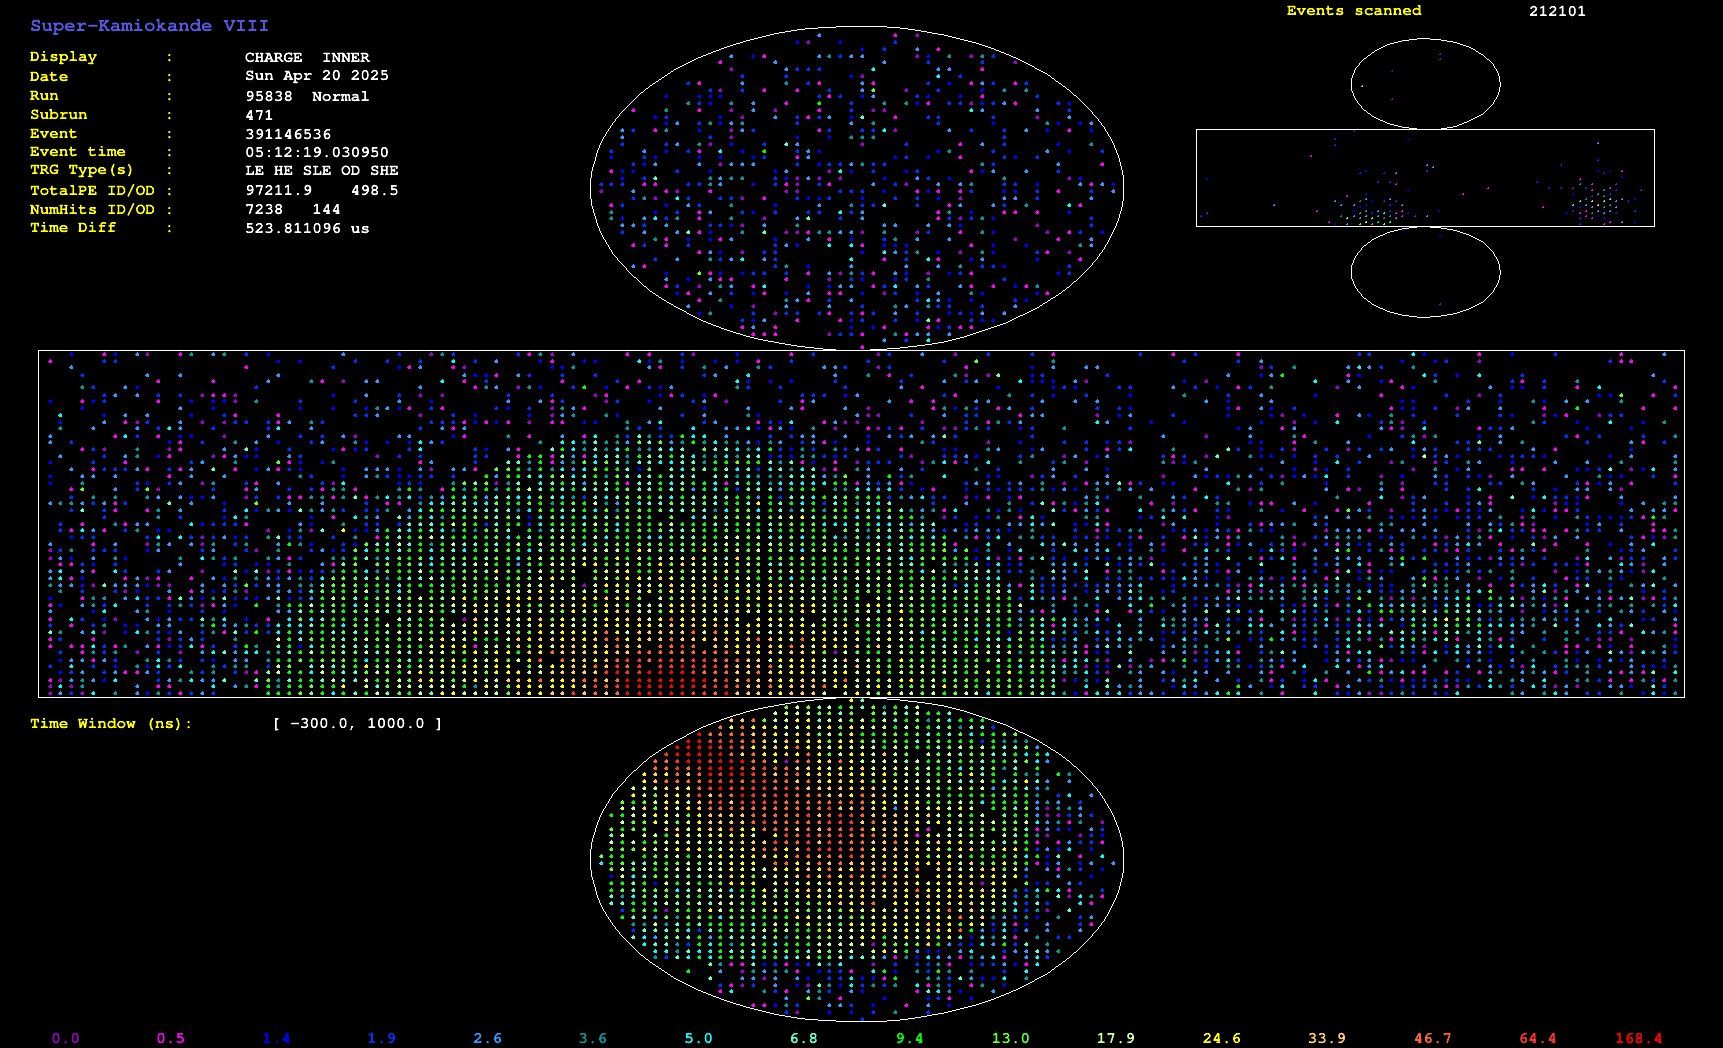 Super-Kamiokande VIII
Display : CHARGE INNER
Date : Sun Apr 20 2025
Run : 95838 Normal
Subrun : 471
Event : 391146536
Event time : 05:12:19.030950
TRG Type(s) : LE HE SLE OD SHE
TotalPE ID/OD : 97211.9 498.5
NumHits ID/OD : 7238 144
Time Diff : 523.811096 us
Events scanned 212101
Time Window (ns): [ -300.0, 1000.0 ]
0.0 0.5 1.4 1.9 2.6 3.6 5.0 6.8 9.4 13.0 17.9 24.6 33.9 46.7 64.4 168.4